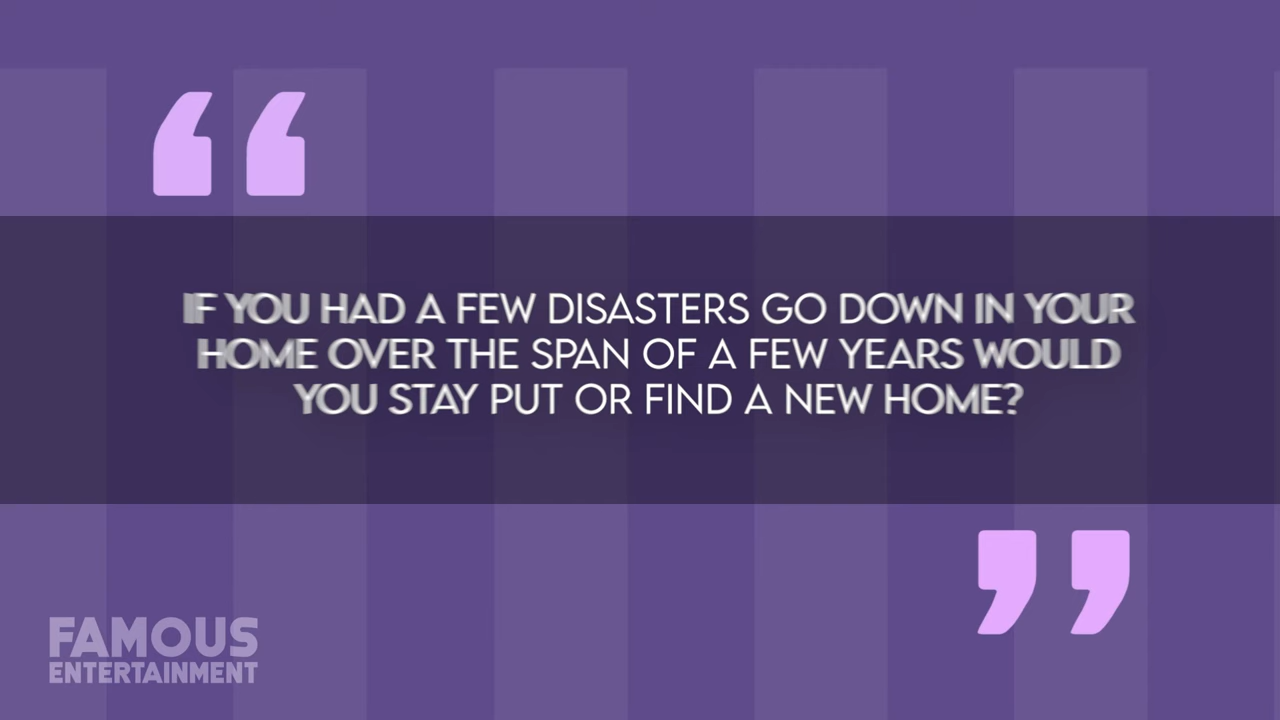 IF YOU HAD A FEW DISASTERS GO DOWN IN YOUR
HOME OVER THE SPAN OF A FEW YEARS WOULD
YOU STAY PUT OR FIND A NEW HOME?
FAMOUS
ENTERTAINMENT